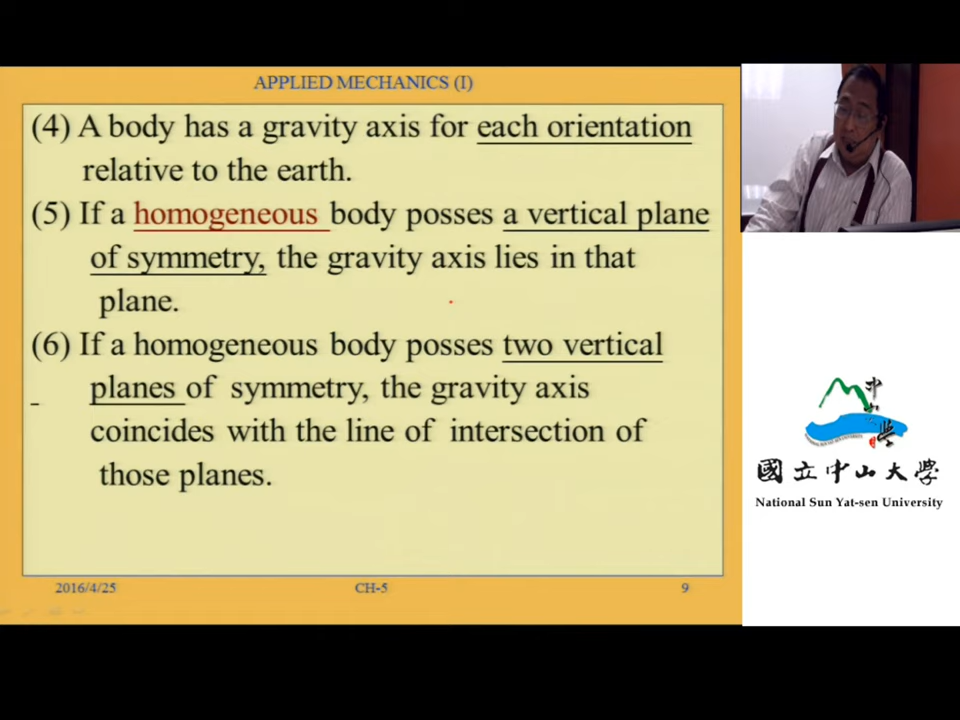 APPLIED MECHANICS (I)
(4) A body has a gravity axis for each orientation
relative to the earth.
(5) If a homogeneous body posses a vertical plane
of symmetry, the gravity axis lies in that
plane.
(6) If a homogeneous body posses two vertical
planes of symmetry, the gravity axis
coincides with the line of intersection of
those planes.
2016/4/25
CH-5
9
國立中山大學
National Sun Yat-sen University